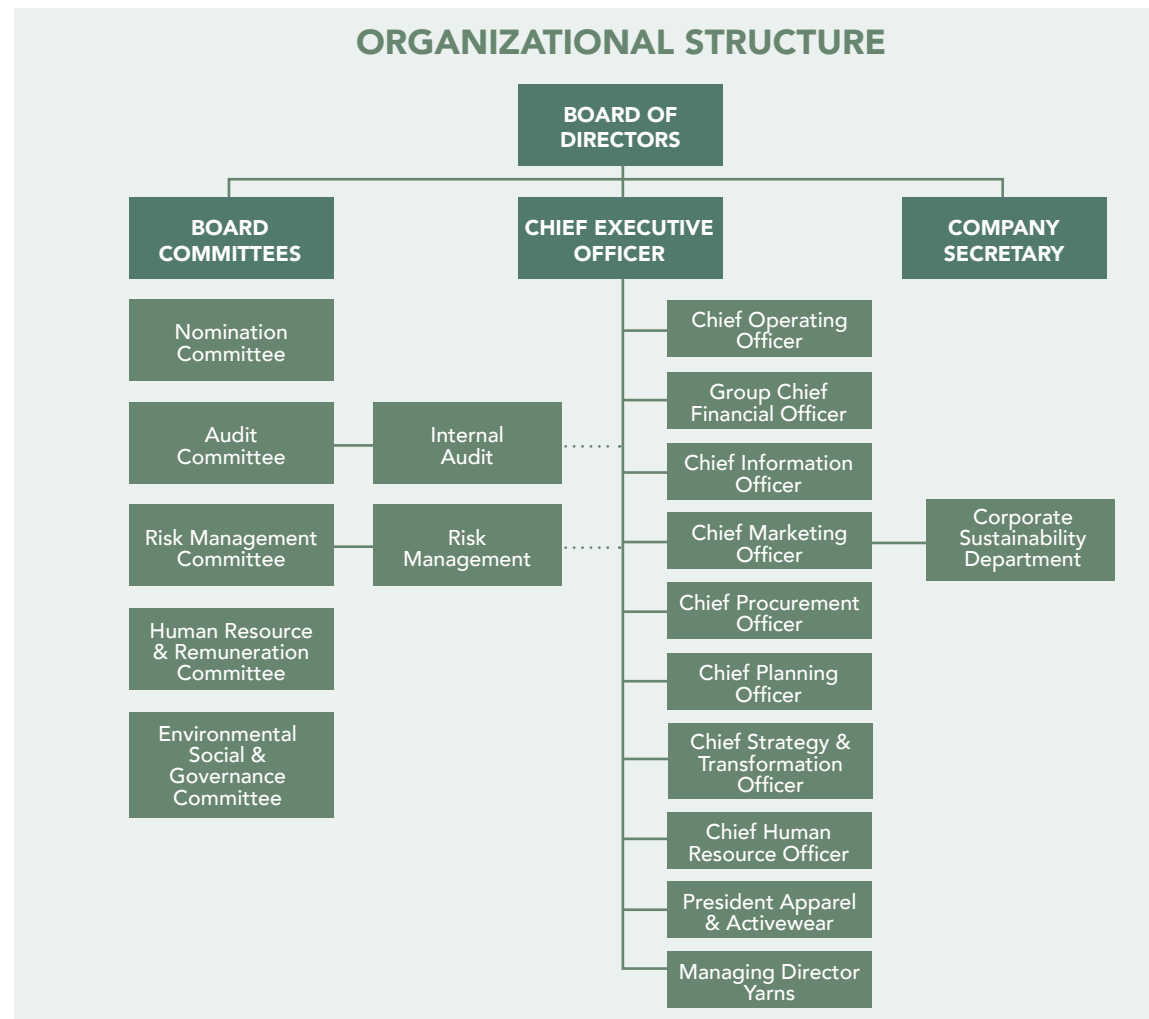 ORGANIZATIONAL STRUCTURE
BOARD OF
DIRECTORS
BOARD
COMMITTEES
CHIEF EXECUTIVE
OFFICER
COMPANY
SECRETARY
Nomination
Committee
Audit
Committee
Internal
Audit
Risk Management
Committee
Risk
Management
Human Resource
& Remuneration
Committee
Environmental
Social &
Governance
Committee
Chief Operating
Officer
Group Chief
Financial Officer
Chief Information
Officer
Chief Marketing
Officer
Corporate
Sustainability
Department
Chief Procurement
Officer
Chief Planning
Officer
Chief Strategy &
Transformation
Officer
Chief Human
Resource Officer
President Apparel
& Activewear
Managing Director
Yarns